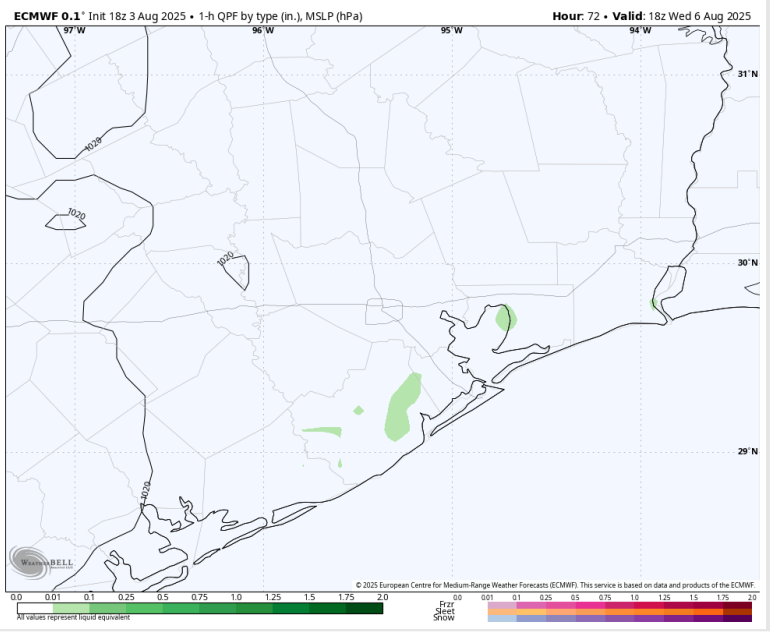 ECMWF 0.1° Init 18z 3 Aug 2025 • 1-h QPF by type (in.), MSLP (hPa)
Hour: 72 • Valid: 18z Wed 6 Aug 2025
97°W 96°W 95°W 94°W
31°N
1020
1020
1020
30°N
29°N
1020
WEATHERBELL
© 2025 European Centre for Medium-Range Weather Forecasts (ECMWF). This service is based on data and products of the ECMWF.
0.0 0.01 0.1 0.25 0.5 0.75 1.0 1.25 1.5 1.75 2.0
All values represent liquid equivalent
0.0 0.01 0.1 0.25 0.5 0.75 1.0 1.25 1.5 1.75 2.0
Frzr
Sleet
Snow